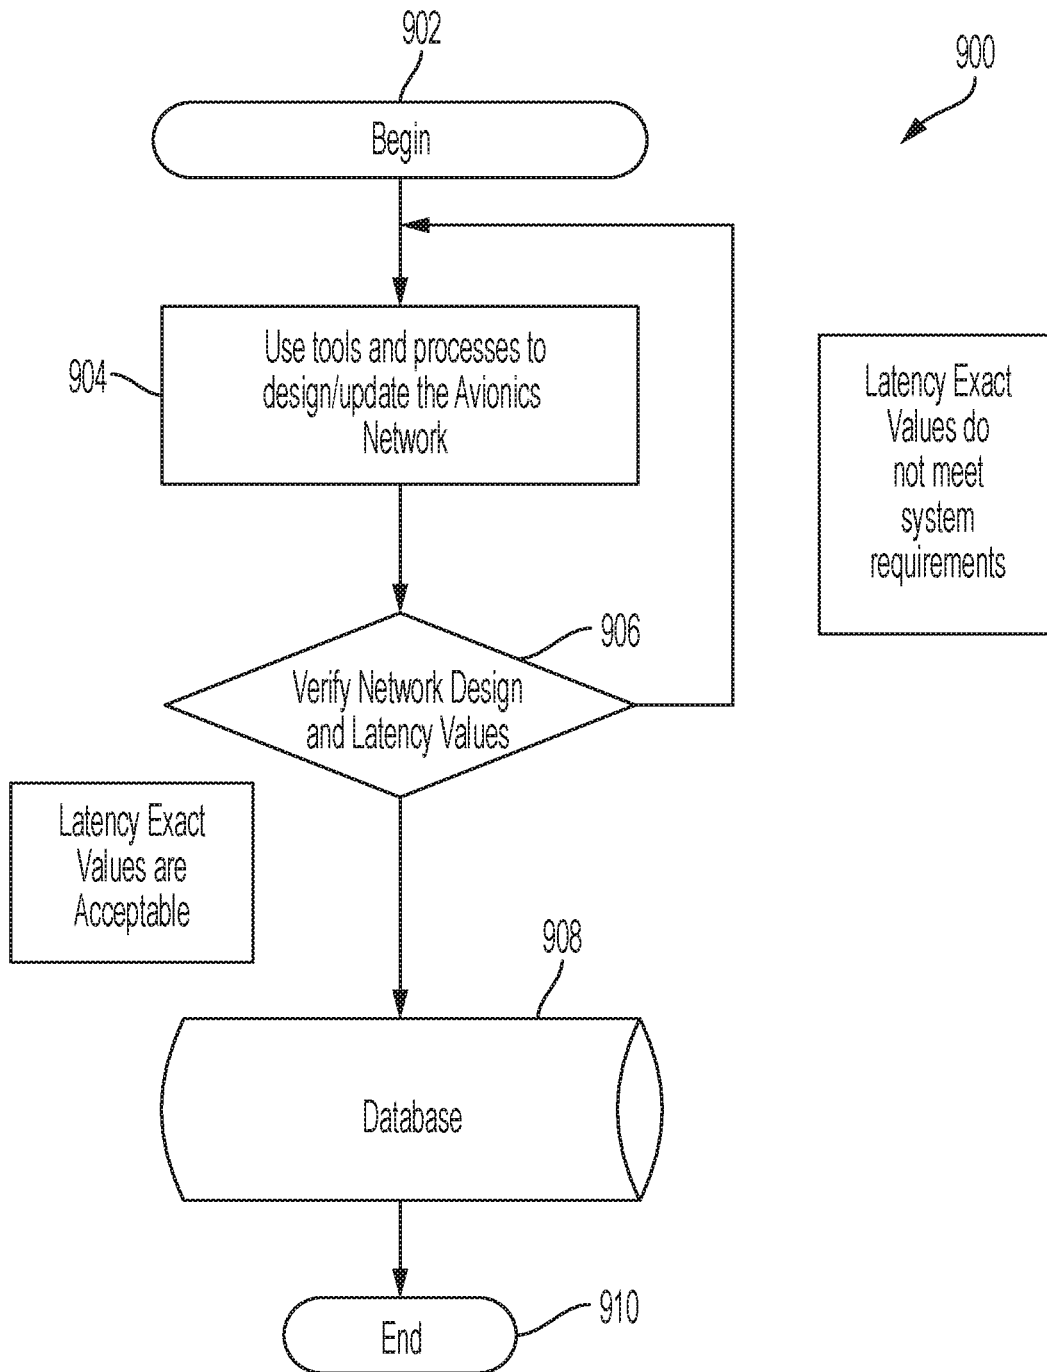 902
900
Begin
904
Use tools and processes to
design/update the Avionics
Network
Latency Exact
Values do
not meet
system
requirements
906
Verify Network Design
and Latency Values
Latency Exact
Values are
Acceptable
908
Database
910
End